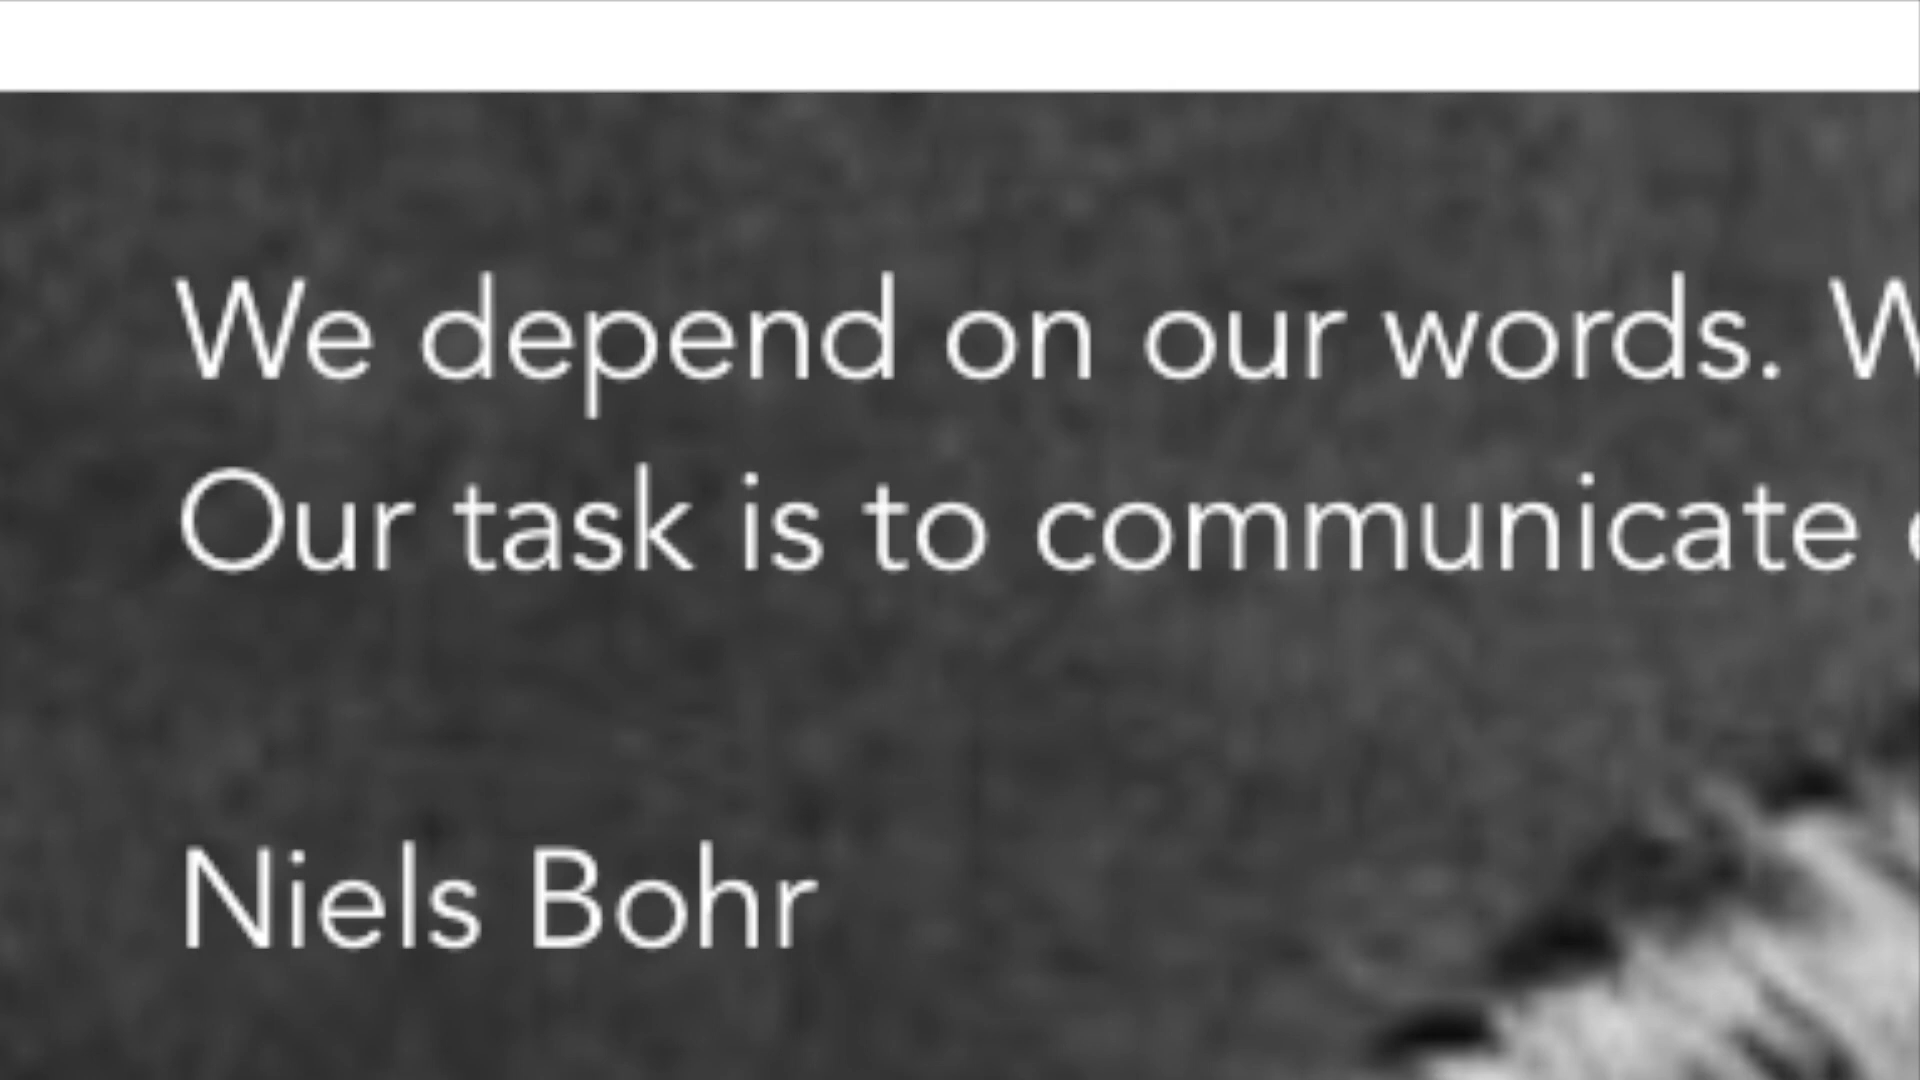 We depend on our words.
Our task is to communicate
Niels Bohr